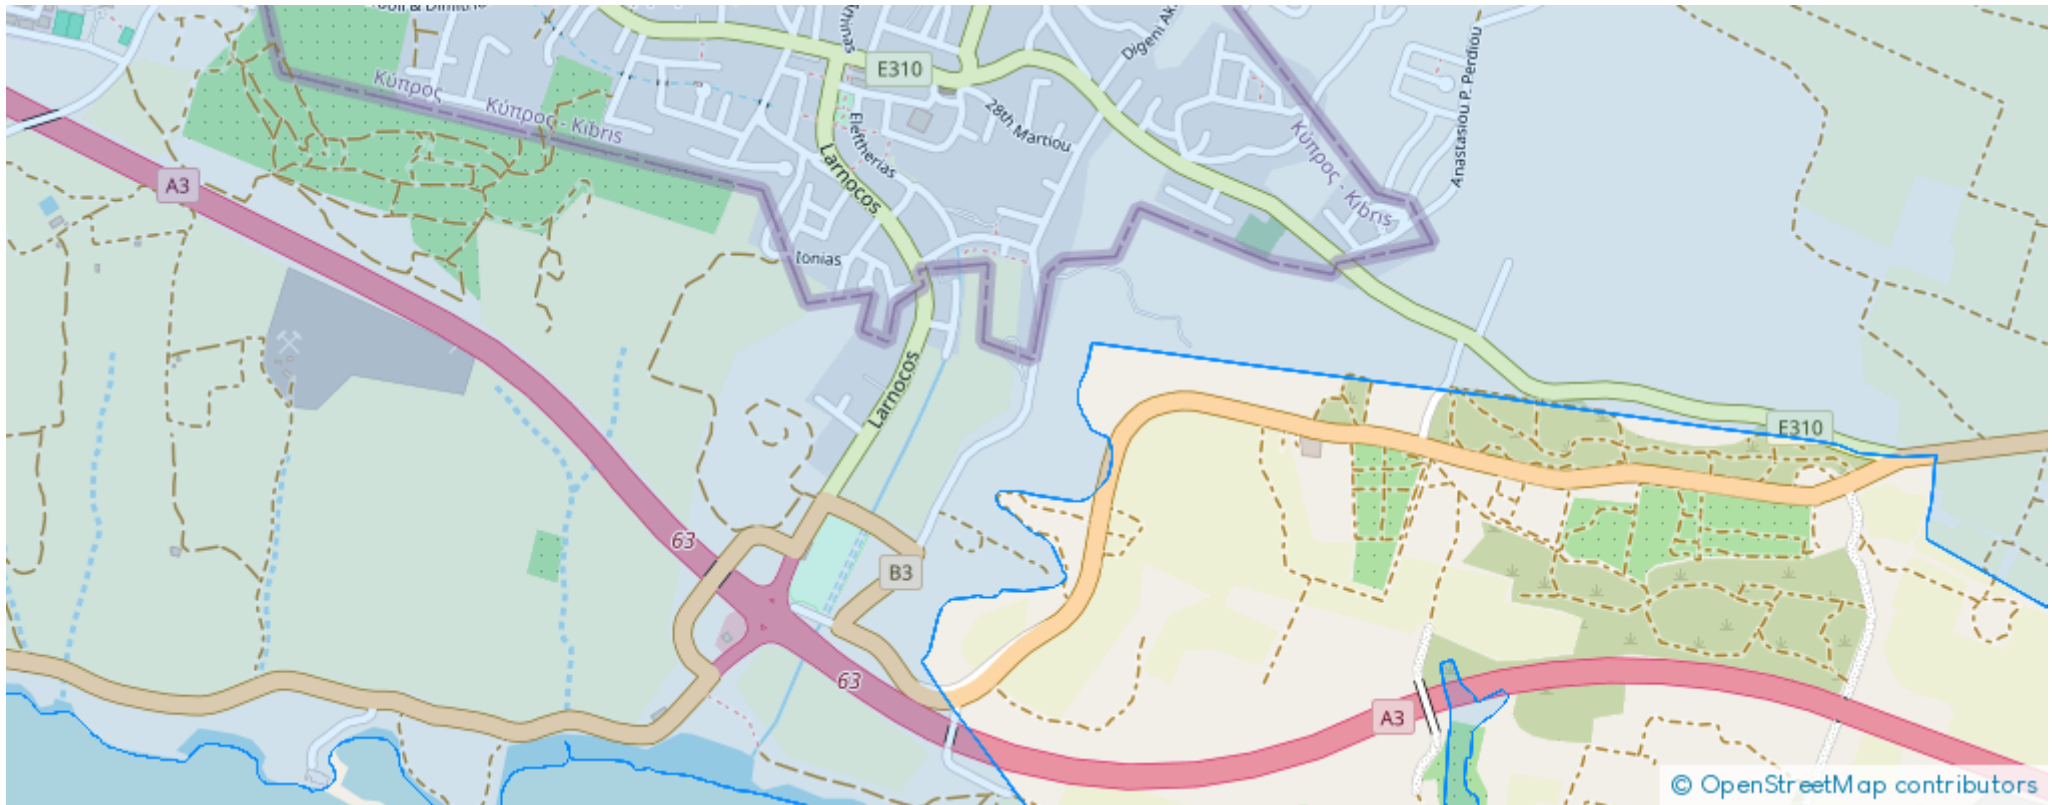 & Dimitri
E310
Digeni Ak
Anastasiou P. Perdiou
Κύπρος
Κύπρος - Kıbrıs
28th Martiou
Eleftherias
Larnocos
Κύπρος - Kıbrıs
A3
Ionias
Larnocos
E310
63
B3
63
A3
© OpenStreetMap contributors